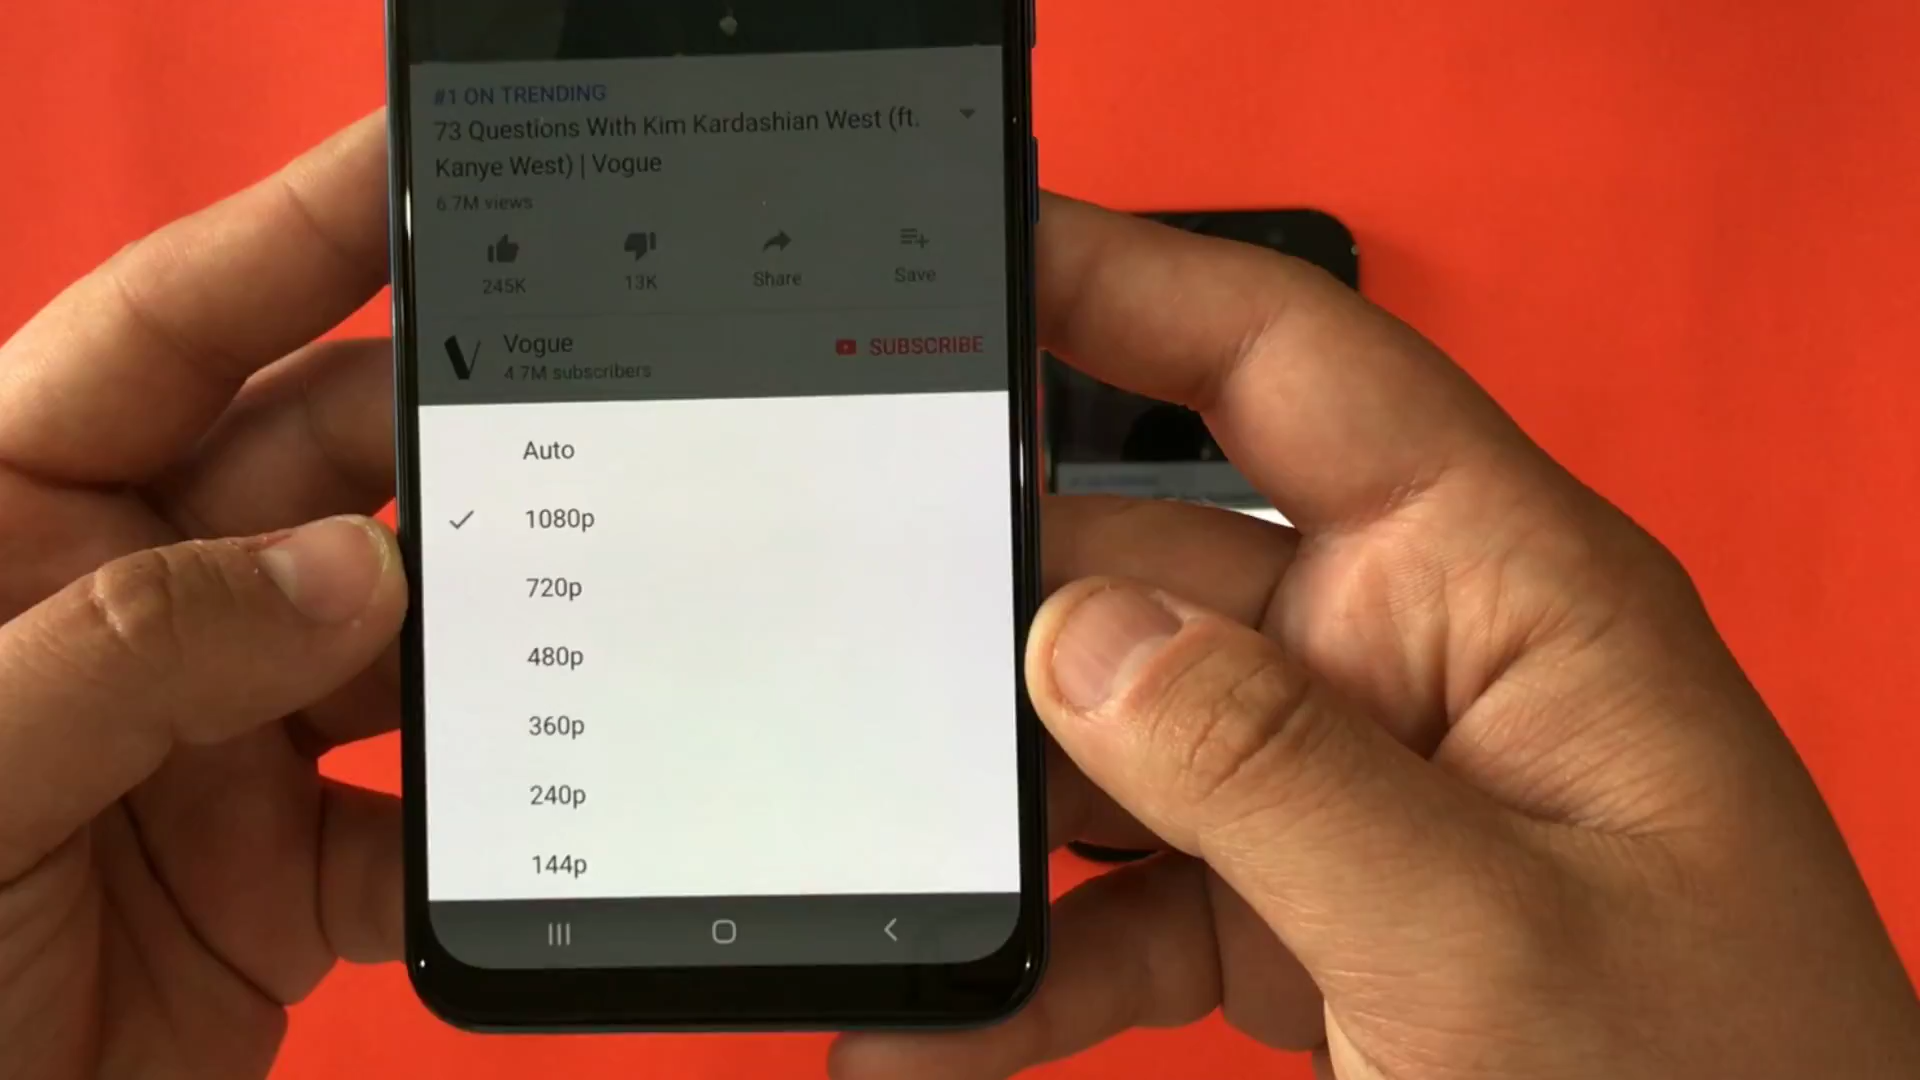 #1 ON TRENDING
73 Questions With Kim Kardashian West (ft.
Kanye West) | Vogue
6.7M views
245K
13K
Share
Save
Vogue
4.7M subscribers
SUBSCRIBE
Auto
1080p
720p
480p
360p
240p
144p